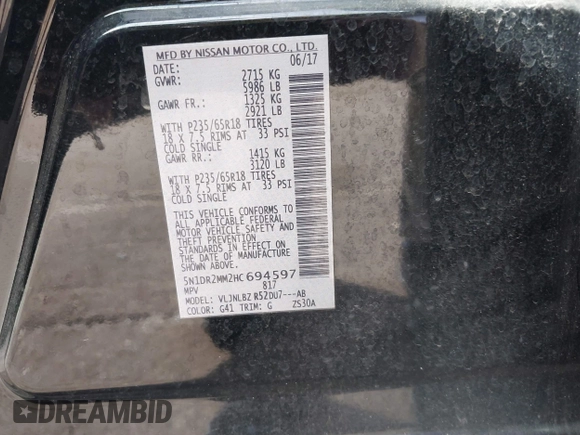 MFD BY NISSAN MOTOR CO., LTD.
DATE: 06/17
GVWR: 2715 KG
5986 LB
GAWR FR.: 1325 KG
2921 LB
WITH P235/65R18 TIRES
18 X 7.5 RIMS AT 33 PSI
COLD SINGLE
GAWR RR.: 1415 KG
3120 LB
WITH P235/65R18 TIRES
18 X 7.5 RIMS AT 33 PSI
COLD SINGLE
THIS VEHICLE CONFORMS TO
ALL APPLICABLE FEDERAL
MOTOR VEHICLE SAFETY AND
THEFT PREVENTION
STANDARDS IN EFFECT ON
THE DATE OF MANUFACTURE
SHOWN ABOVE.
5N1DR2MM2HC694597
MPV 817
MODEL: VLJNLBZ R52DU7---AB
COLOR: G41 TRIM: G ZS30A
DREAMBID